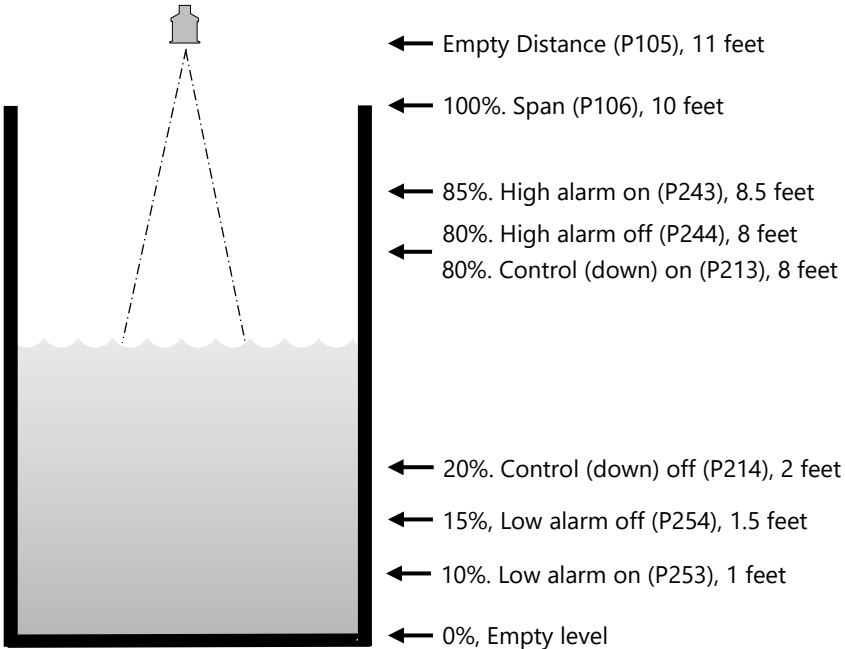 Empty Distance (P105), 11 feet
100%. Span (P106), 10 feet
85%. High alarm on (P243), 8.5 feet
80%. High alarm off (P244), 8 feet
80%. Control (down) on (P213), 8 feet
20%. Control (down) off (P214), 2 feet
15%, Low alarm off (P254), 1.5 feet
10%. Low alarm on (P253), 1 feet
0%, Empty level